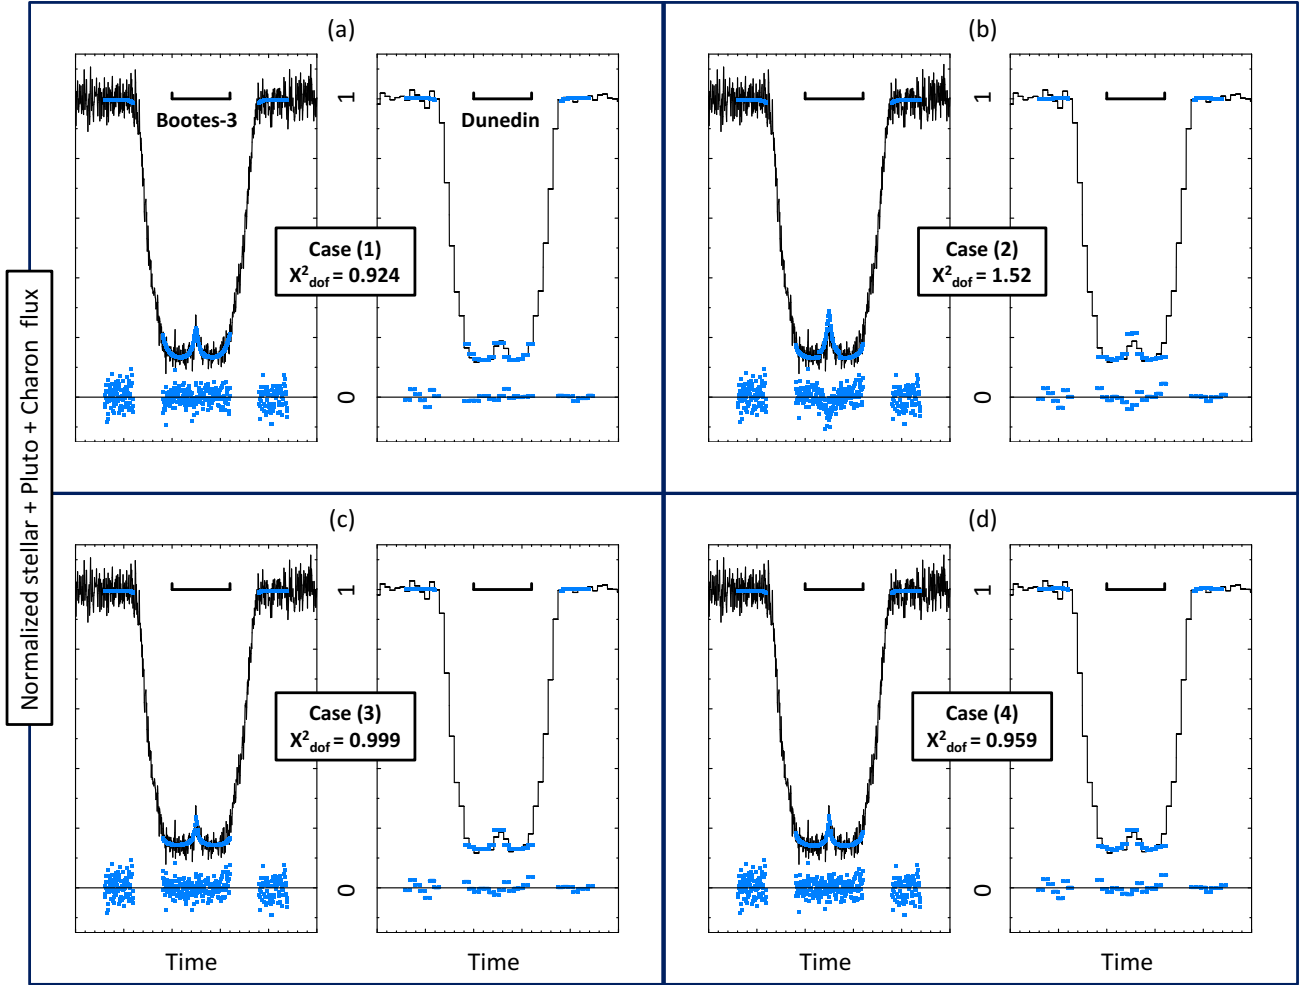 Normalized stellar + Pluto + Charon flux
(a)
1
Bootes-3
Dunedin
Case (1)
X²dof = 0.924
0
(b)
1
Case (2)
X²dof = 1.52
0
(c)
1
Case (3)
X²dof = 0.999
0
Time
Time
(d)
1
Case (4)
X²dof = 0.959
0
Time
Time